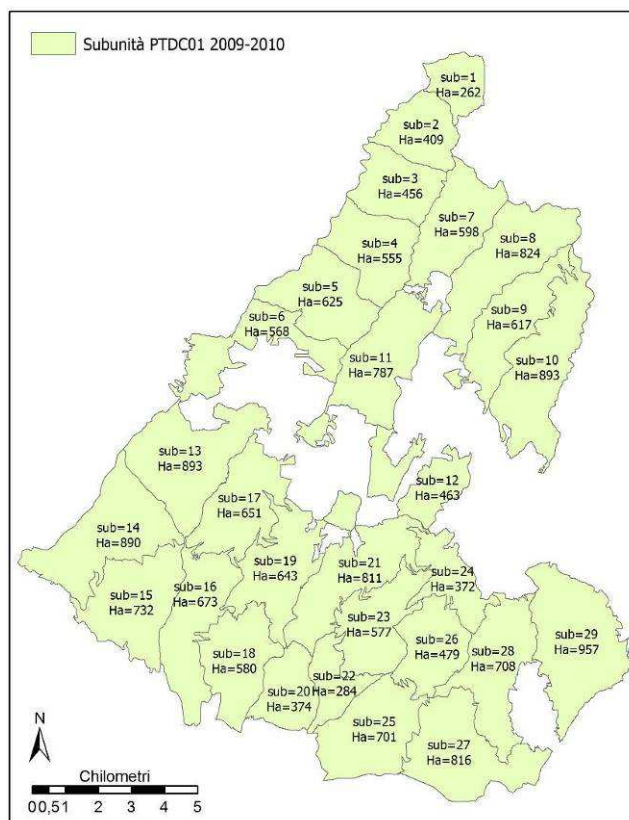 Subunità PTDC01 2009-2010
sub=1
Ha=262
sub=2
Ha=409
sub=3
Ha=456
sub=7
Ha=598
sub=4
Ha=555
sub=8
Ha=824
sub=5
Ha=625
sub=6
Ha=568
sub=9
Ha=617
sub=11
Ha=787
sub=10
Ha=893
sub=13
Ha=893
sub=12
Ha=463
sub=17
Ha=651
sub=14
Ha=890
sub=19
Ha=643
sub=21
Ha=811
sub=24
Ha=372
sub=15
Ha=732
sub=16
Ha=673
sub=23
Ha=577
sub=26
Ha=479
sub=29
Ha=957
sub=18
Ha=580
sub=28
Ha=708
sub=22
Ha=284
sub=20
Ha=374
sub=25
Ha=701
sub=27
Ha=816
N
Chilometri
00,51 2 3 4 5